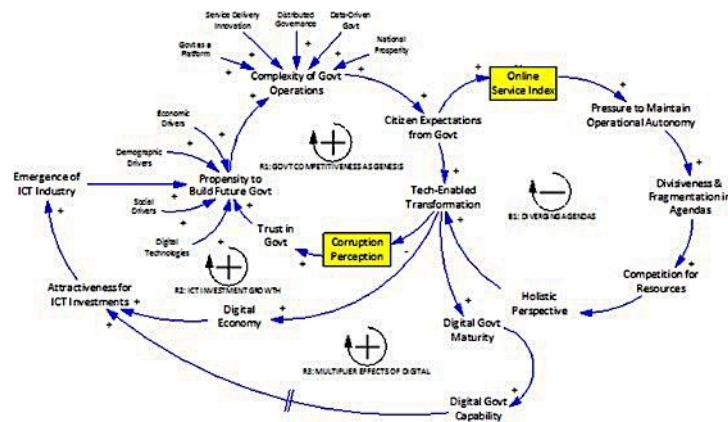 Service Delivery
Innovation
Distributed
Governance
Data-Driven
Govt
Govt as a
Platform
National
Prosperity
Complexity of Govt
Operations
Online
Service Index
Economic
Drivers
Citizen Expectations
from Govt
Pressure to Maintain
Operational Autonomy
Demographic
Drivers
R1: GOVT COMPETITIVENESS AS GENESIS
Emergence of
ICT Industry
Propensity to
Build Future Govt
Tech-Enabled
Transformation
Divisiveness &
Fragmentation in
Agendas
Social
Drivers
B1: DIVERGING AGENDAS
Trust in
Govt
Corruption
Perception
Digital
Technologies
Competition for
Resources
Attractiveness for
ICT Investments
R2: ICT INVESTMENT GROWTH
Holistic
Perspective
Digital
Economy
Digital Govt
Maturity
R3: MULTIPLIER EFFECTS OF DIGITAL
Digital Govt
Capability